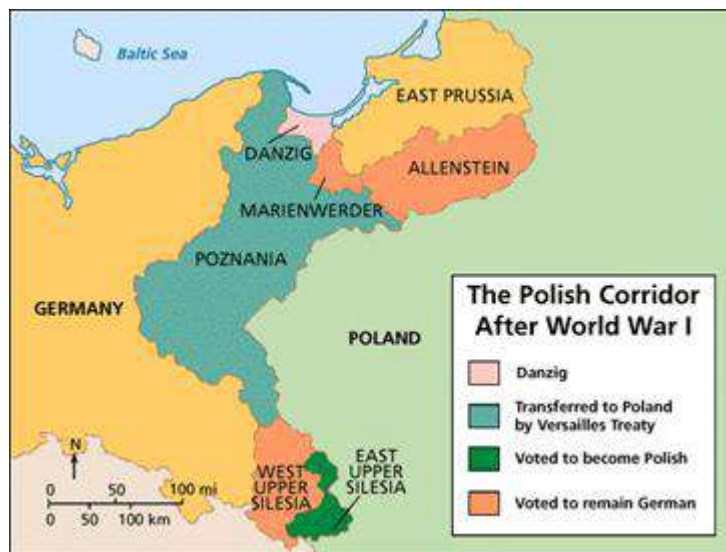 Baltic Sea
EAST PRUSSIA
DANZIG
ALLENSTEIN
MARIENWERDER
POZNANIA
GERMANY
POLAND
The Polish Corridor
After World War I
Danzig
Transferred to Poland
by Versailles Treaty
Voted to become Polish
Voted to remain German
WEST
UPPER
SILESIA
EAST
UPPER
SILESIA
N
0 50 100 mi
0 50 100 km